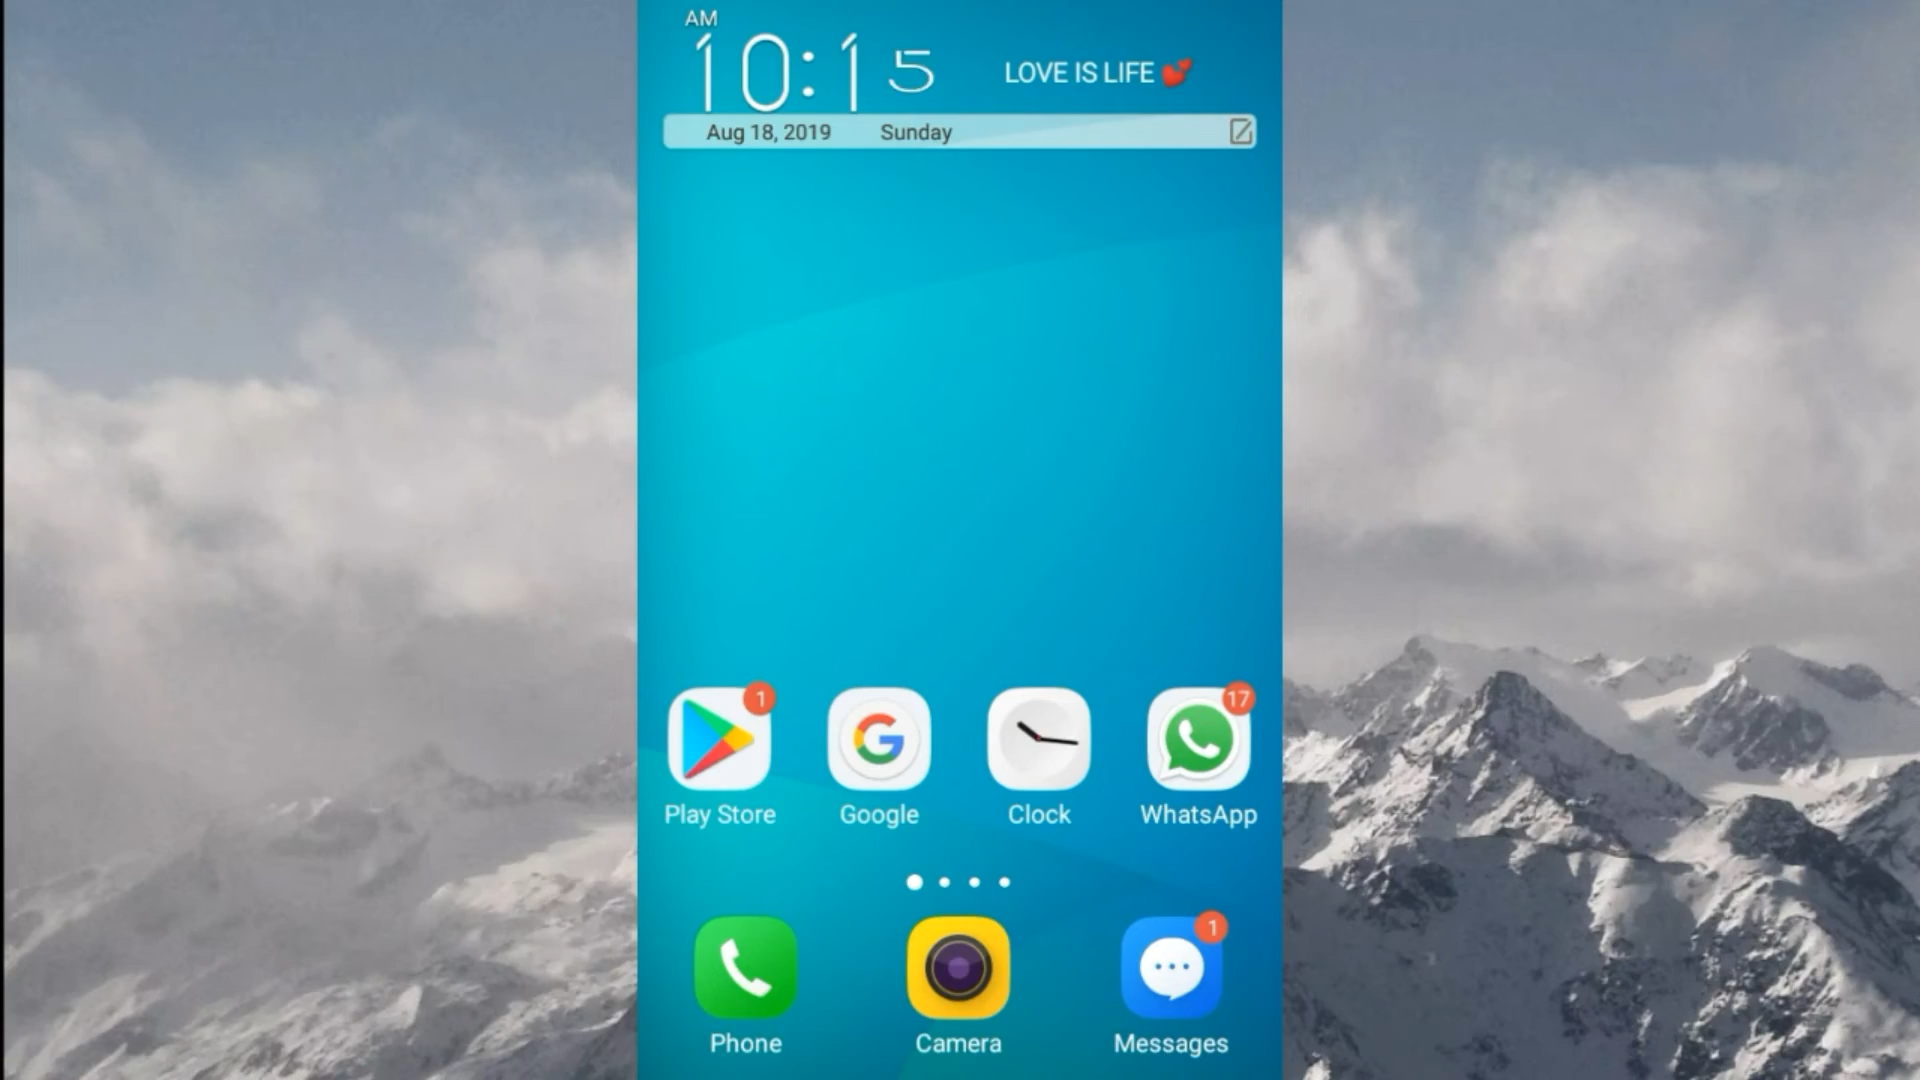 AM
10:15
LOVE IS LIFE 💕
Aug 18, 2019 Sunday
1
17
Play Store Google Clock WhatsApp
1
Phone Camera Messages